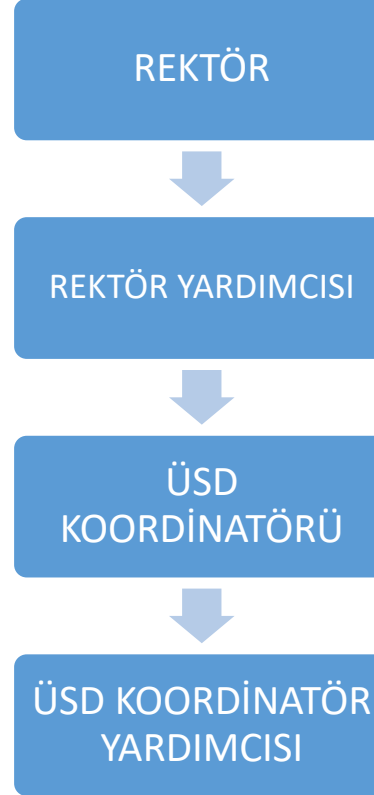 REKTÖR
REKTÖR YARDIMCISI
ÜSD
KOORDİNATÖRÜ
ÜSD KOORDİNATÖR
YARDIMCISI